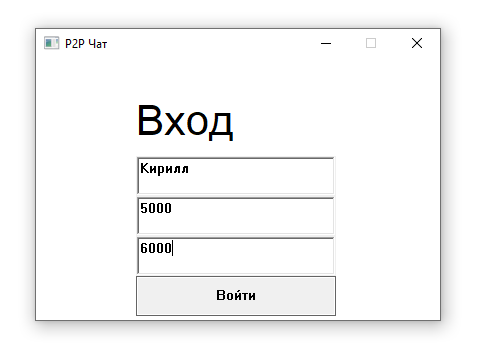 P2P Чат
Вход
Кирилл
5000
6000
Войти